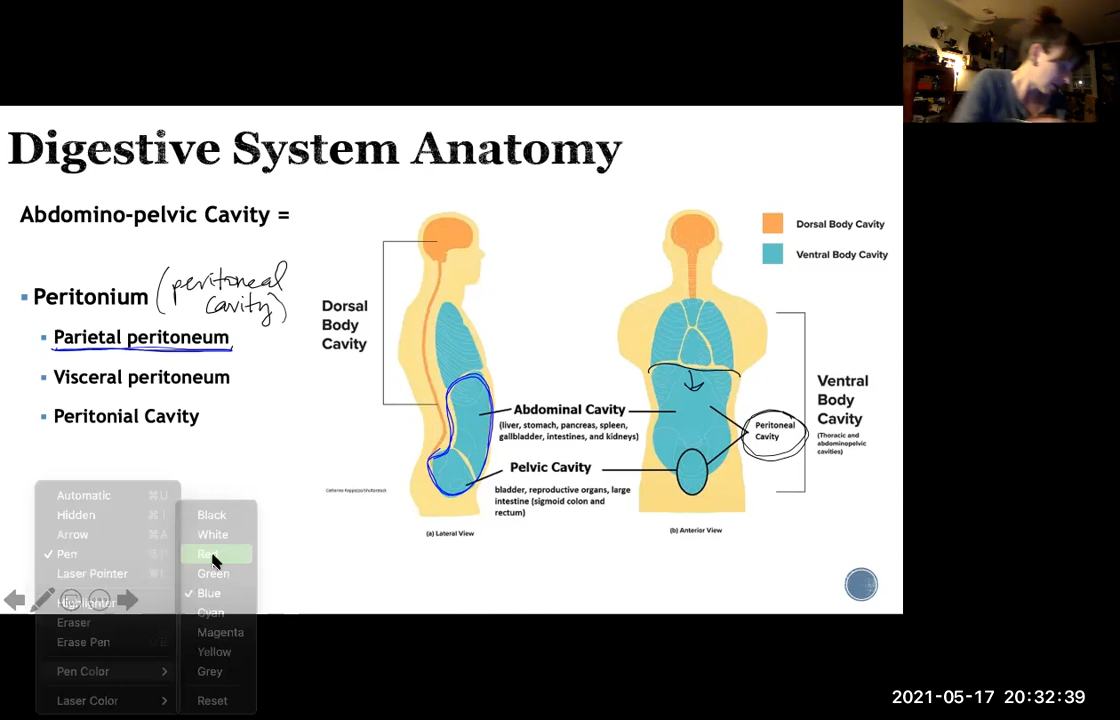 Digestive System Anatomy
Abdomino-pelvic Cavity =
Peritonium (peritoneal
cavity)
Parietal peritoneum
Visceral peritoneum
Peritonial Cavity
Dorsal
Body
Cavity
Abdominal Cavity
(liver, stomach, pancreas, spleen,
gallbladder, intestines, and kidneys)
Pelvic Cavity
bladder, reproductive organs, large
intestine (sigmoid colon and
rectum)
(a) Lateral View
(b) Anterior View
Dorsal Body Cavity
Ventral Body Cavity
Peritoneal
Cavity
Ventral
Body
Cavity
(Thoracic and
abdominopelvic
cavities)
Automatic ⌘U
Hidden ⌘I
Arrow ⌘A
✓ Pen
Laser Pointer
Highlighter
Eraser
Erase Pen
Pen Color >
Laser Color >
Black
White
Red
Green
✓ Blue
Cyan
Magenta
Yellow
Grey
Reset
2021-05-17 20:32:39